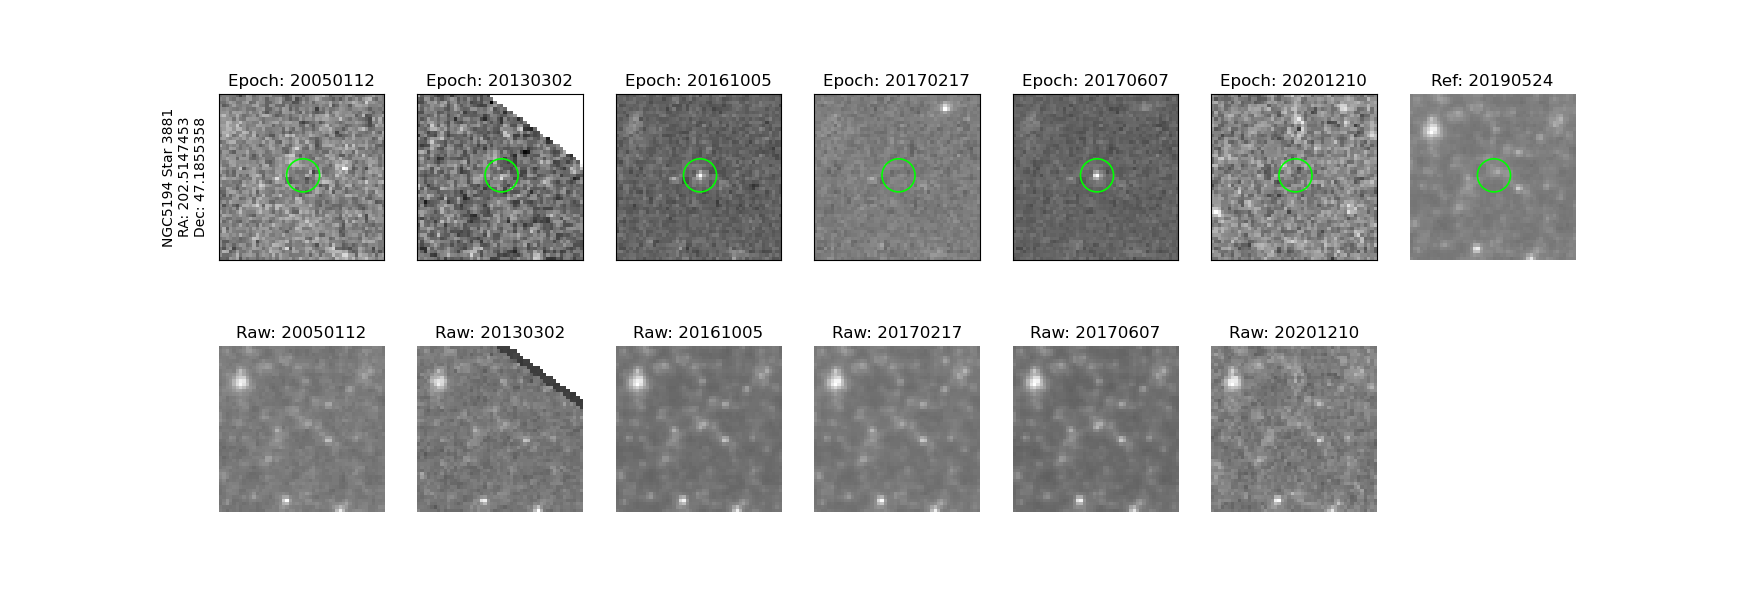 Epoch: 20050112
Epoch: 20130302
Epoch: 20161005
Epoch: 20170217
Epoch: 20170607
Epoch: 20201210
Ref: 20190524
NGC5194 Star 3881
RA: 202.5147453
Dec: 47.1855358
Raw: 20050112
Raw: 20130302
Raw: 20161005
Raw: 20170217
Raw: 20170607
Raw: 20201210